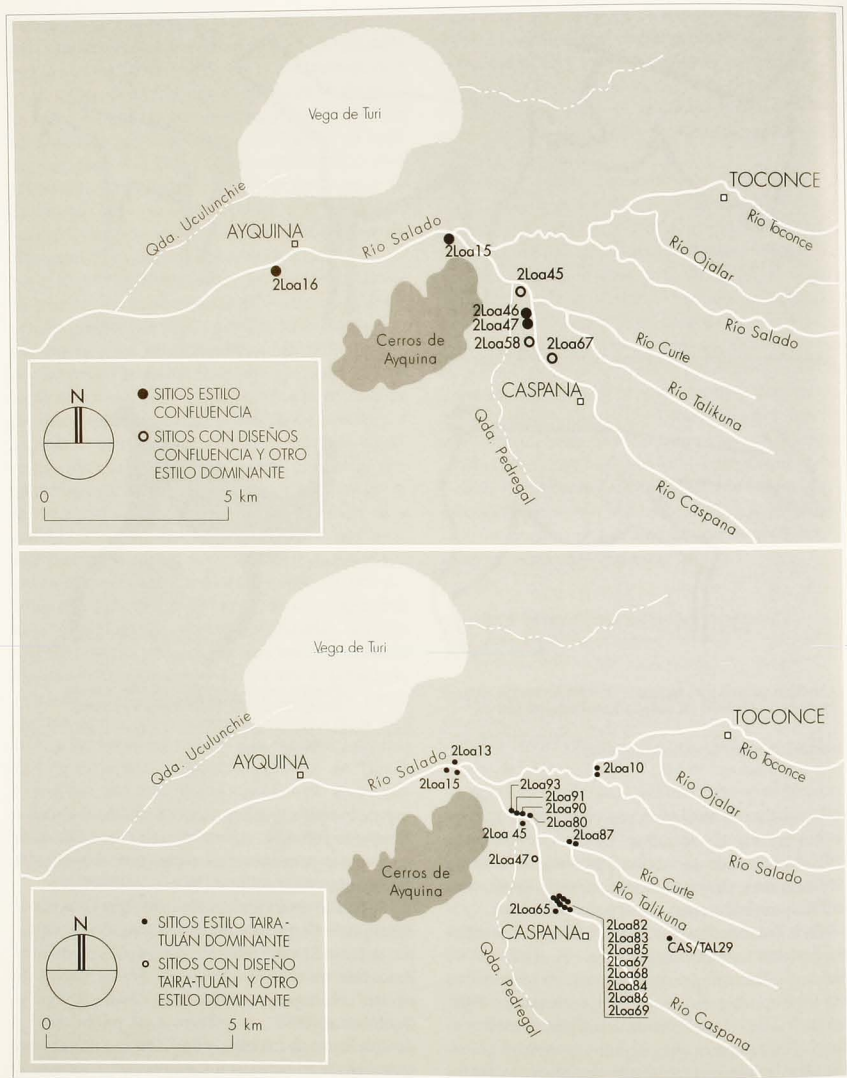 Vega de Turi
TOCONCE
Qda. Uculunchie
Río Toconce
AYQUINA
Río Salado
Río Ojalar
2Loa15
2Loa16
2Loa45
Río Salado
2Loa46
2Loa47
Cerros de
Ayquina
2Loa58
2Loa67
Río Curte
CASPANA
Río Talikuna
Qda. Pedregal
Río Caspana
N
SITIOS ESTILO
CONFLUENCIA
SITIOS CON DISEÑOS
CONFLUENCIA Y OTRO
ESTILO DOMINANTE
0 5 km
Vega de Turi
TOCONCE
Qda. Uculunchie
Río Toconce
AYQUINA
Río Salado
2Loa13
2Loa15
2Loa10
Río Ojalar
2Loa93
2Loa91
2Loa90
2Loa80
2Loa 45
2Loa87
Río Salado
2Loa47
Cerros de
Ayquina
Río Curte
Río Talikuna
2Loa65
CASPANA
2Loa82
2Loa83
2Loa85
2Loa67
2Loa68
2Loa84
2Loa86
2Loa69
CAS/TAL29
Qda. Pedregal
Río Caspana
N
SITIOS ESTILO TAIRA-
TULÁN DOMINANTE
SITIOS CON DISEÑO
TAIRA-TULÁN Y OTRO
ESTILO DOMINANTE
0 5 km